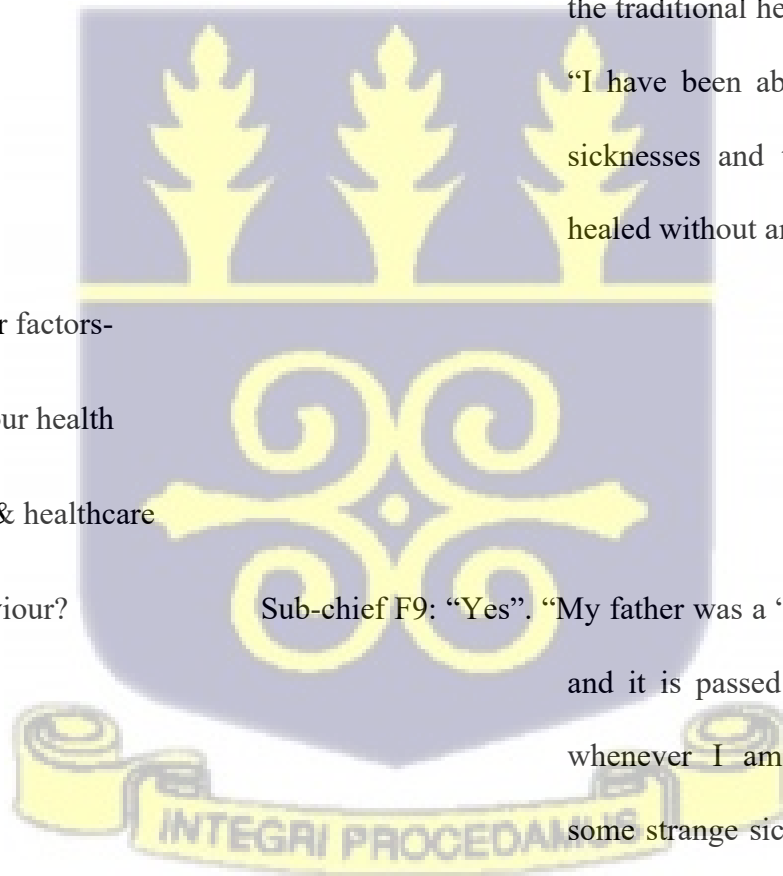 the traditional he
“I have been ab
sicknesses and
healed without a
r factors-
ur health
& healthcare
viour?
Sub-chief F9: “Yes”. “My father was a ‘
and it is passed
whenever I am
some strange sic
INTEGRI PROCEDAMUS